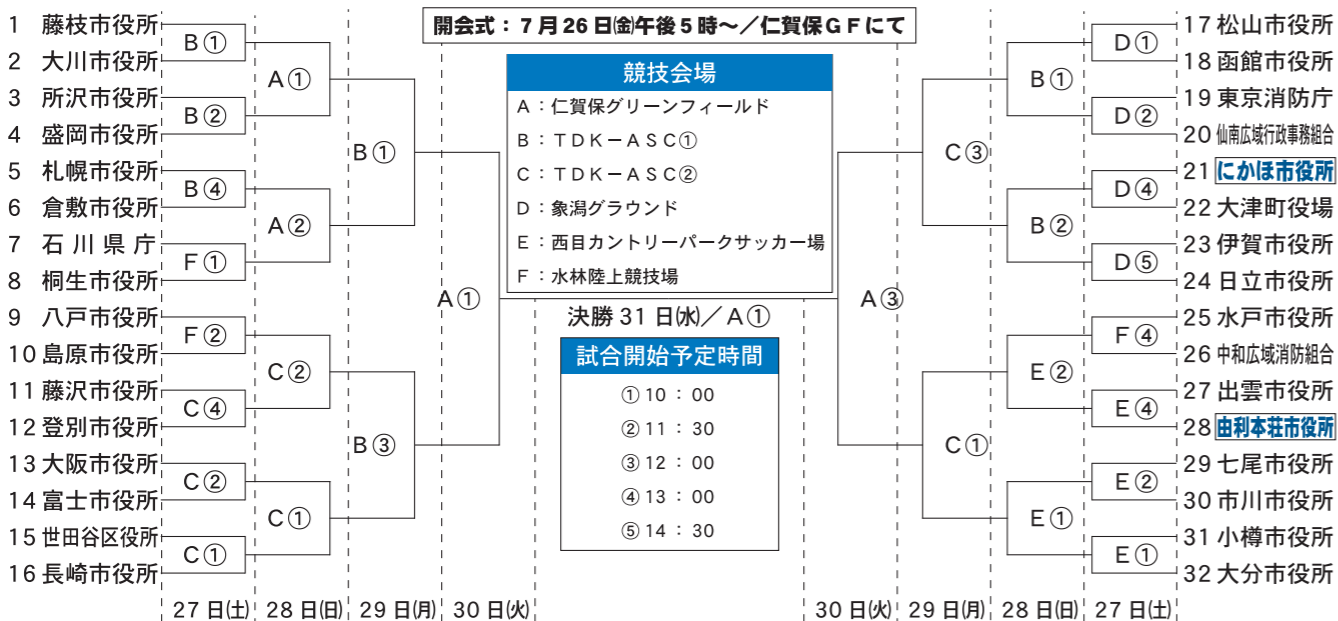 開会式：７月26日㈮午後５時～／仁賀保ＧＦにて
1 藤枝市役所
2 大川市役所
3 所沢市役所
4 盛岡市役所
5 札幌市役所
6 倉敷市役所
7 石川県庁
8 桐生市役所
9 八戸市役所
10 島原市役所
11 藤沢市役所
12 登別市役所
13 大阪市役所
14 富士市役所
15 世田谷区役所
16 長崎市役所
B①
B②
B④
F①
F②
C④
C②
C①
A①
A②
C②
C①
B①
B③
A①
競技会場
A：仁賀保グリーンフィールド
B：ＴＤＫ－ＡＳＣ①
C：ＴＤＫ－ＡＳＣ②
D：象潟グラウンド
E：西目カントリーパークサッカー場
F：水林陸上競技場
決勝 31日㈬／A①
試合開始予定時間
①10：00
②11：30
③12：00
④13：00
⑤14：30
A③
C③
C①
B①
B②
E②
E①
D①
D②
D④
D⑤
F④
E④
E②
E①
17 松山市役所
18 函館市役所
19 東京消防庁
20 仙南広域行政事務組合
21 にかほ市役所
22 大津町役場
23 伊賀市役所
24 日立市役所
25 水戸市役所
26 中和広域消防組合
27 出雲市役所
28 由利本荘市役所
29 七尾市役所
30 市川市役所
31 小樽市役所
32 大分市役所
27日㈯ 28日㈰ 29日㈪ 30日㈫ 30日㈫ 29日㈪ 28日㈰ 27日㈯